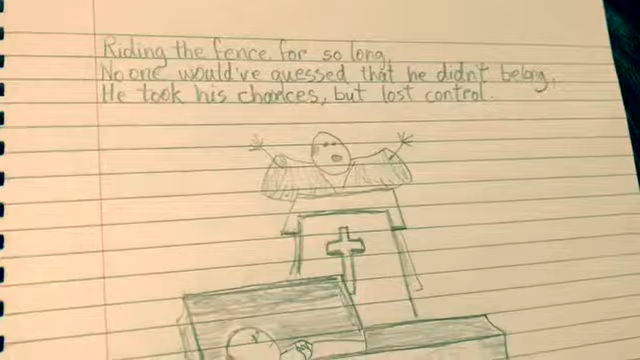 Riding the fence for so long,
No one would've guessed that he didn't belong,
He took his chances, but lost control.